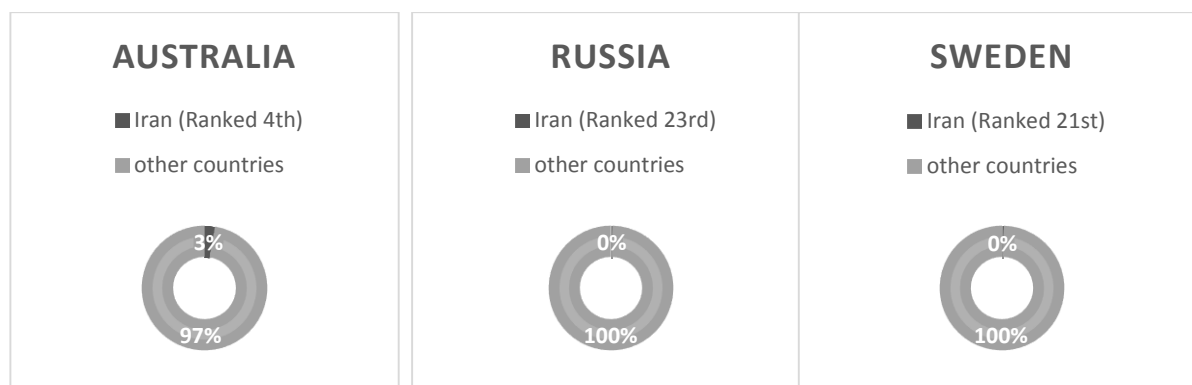 AUSTRALIA
Iran (Ranked 4th)
other countries
3%
97%
RUSSIA
Iran (Ranked 23rd)
other countries
0%
100%
SWEDEN
Iran (Ranked 21st)
other countries
0%
100%